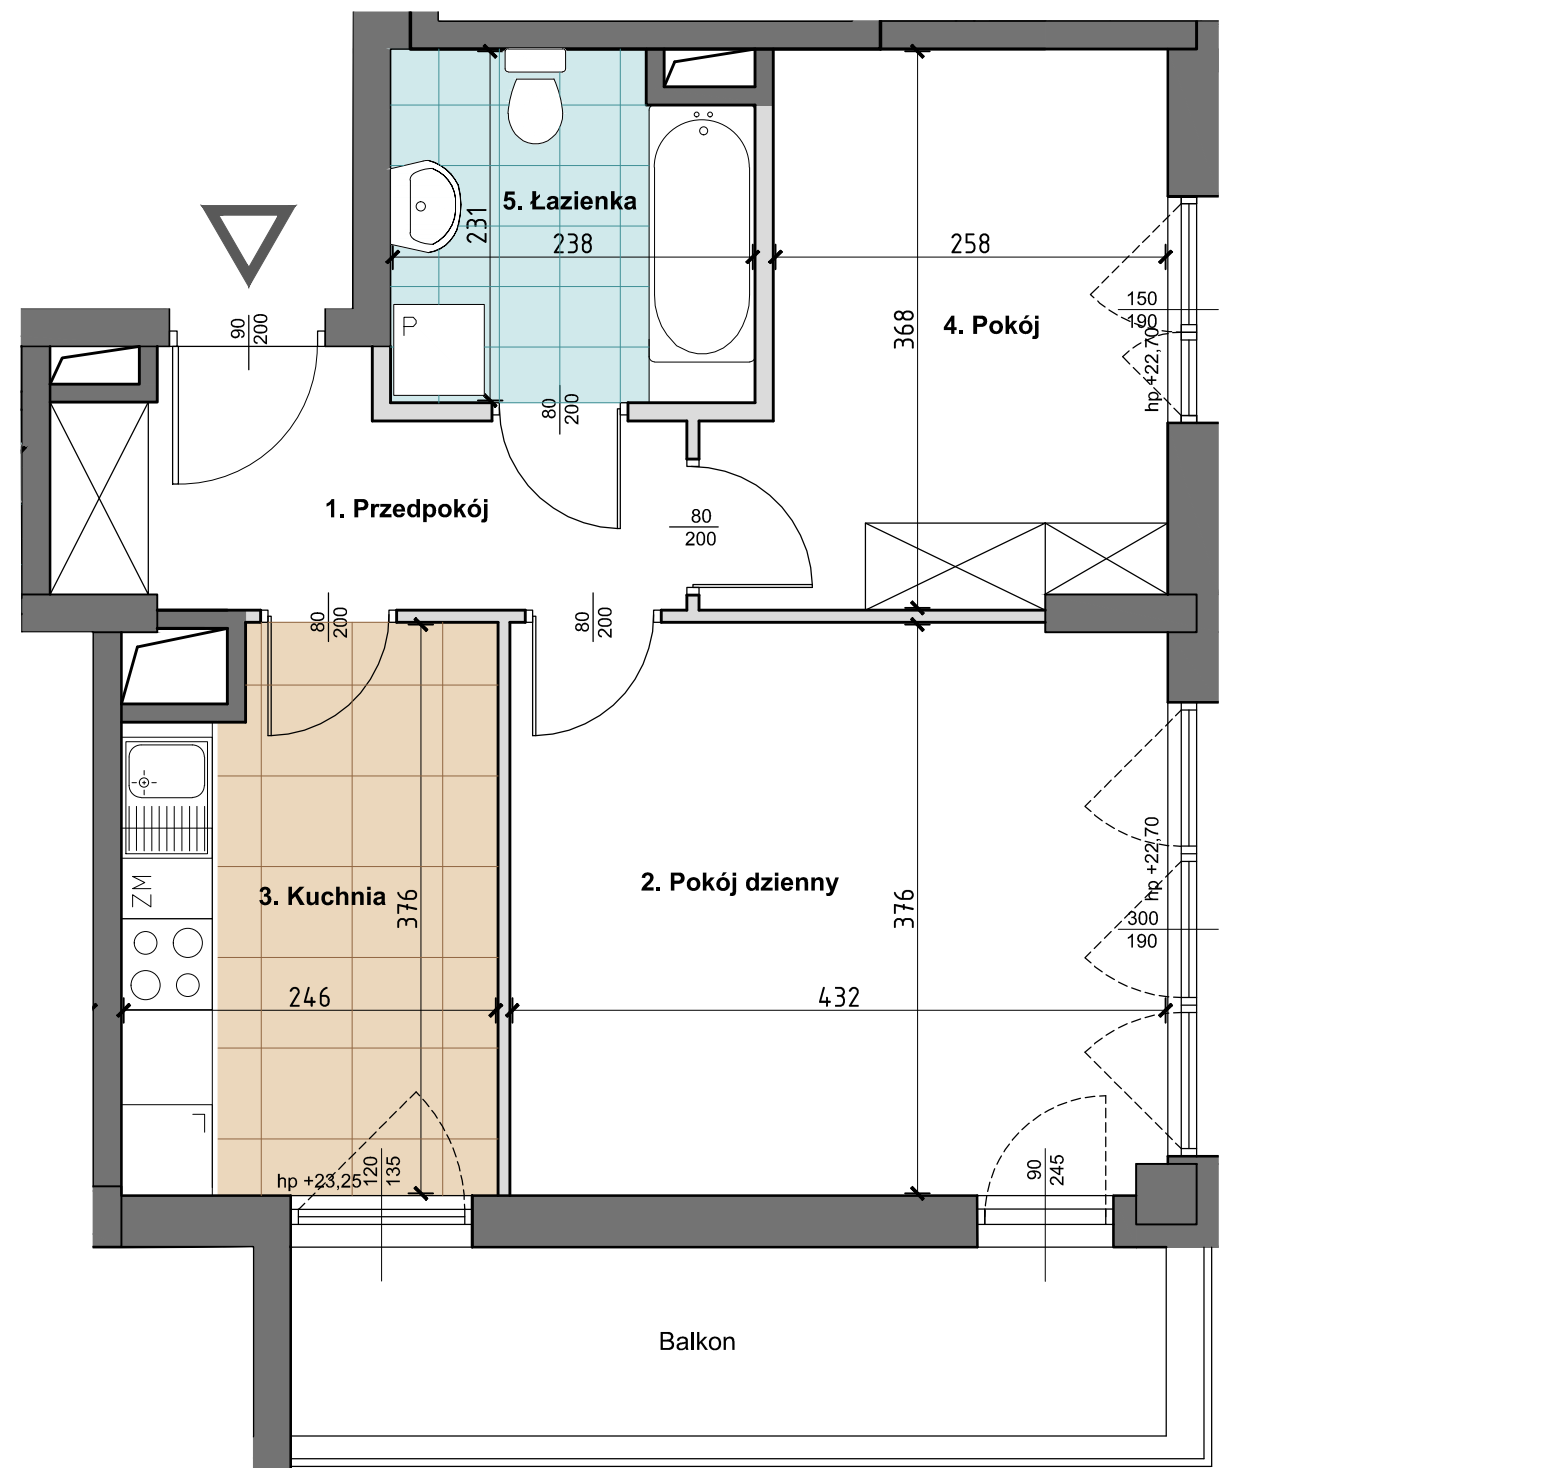 5. Łazienka
231
238
258
90
200
150
190
hp +22,70
368
4. Pokój
P
80
200
1. Przedpokój
80
200
80
200
80
200
ZM
3. Kuchnia
376
2. Pokój dzienny
376
hp +22,70
300
190
246
432
hp +23,25
120
135
90
245
Balkon